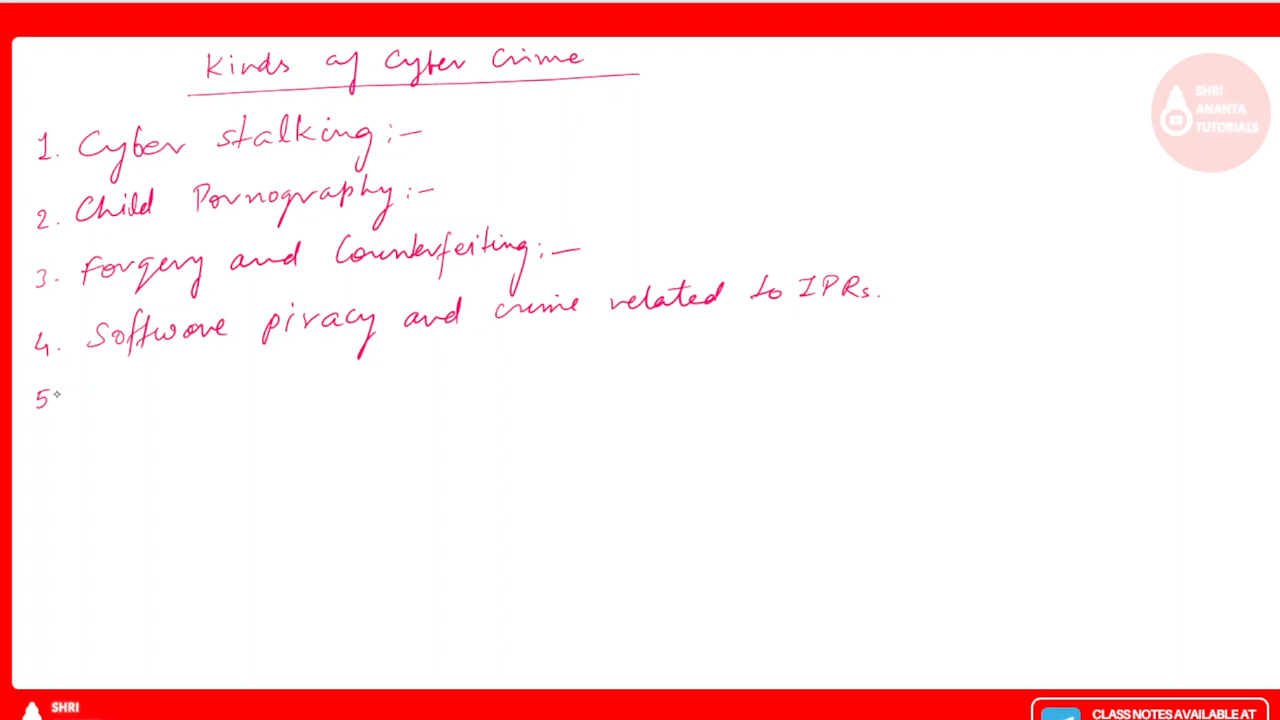 Kinds of Cyber Crime
SHRI
ANANTA
TUTORIALS
1. Cyber stalking :-
2. Child Pornography :-
3. Forgery and Counterfeiting :-
4. Software piracy and crime related to IPRs.
5
SHRI
CLASS NOTES AVAILABLE AT